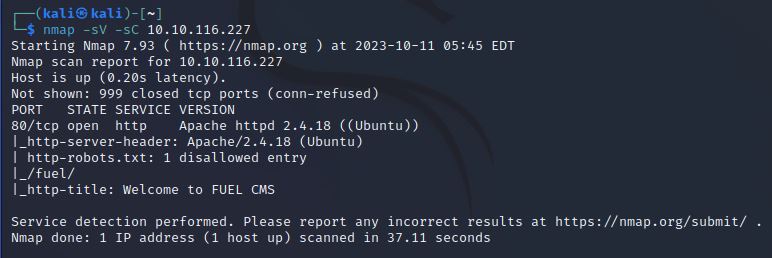 ┌──(kali㉿kali)-[~]
└─$ nmap -sV -sC 10.10.116.227
Starting Nmap 7.93 ( https://nmap.org ) at 2023-10-11 05:45 EDT
Nmap scan report for 10.10.116.227
Host is up (0.20s latency).
Not shown: 999 closed tcp ports (conn-refused)
PORT   STATE SERVICE VERSION
80/tcp open  http    Apache httpd 2.4.18 ((Ubuntu))
|_http-server-header: Apache/2.4.18 (Ubuntu)
| http-robots.txt: 1 disallowed entry
|_/fuel/
|_http-title: Welcome to FUEL CMS

Service detection performed. Please report any incorrect results at https://nmap.org/submit/ .
Nmap done: 1 IP address (1 host up) scanned in 37.11 seconds